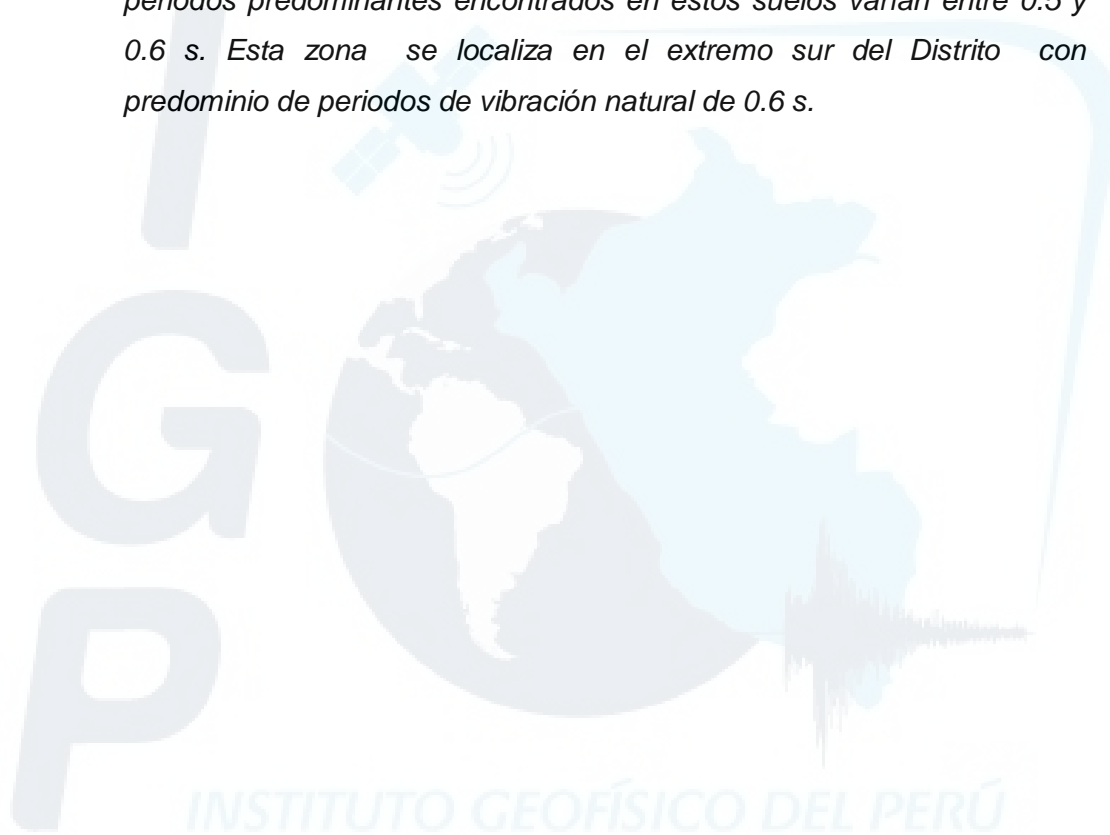 periodos predominantes encontrados en estos suelos varían entre 0.5 y
0.6 s. Esta zona se localiza en el extremo sur del Distrito con
predominio de periodos de vibración natural de 0.6 s.
I
G
P
INSTITUTO GEOFÍSICO DEL PERÚ